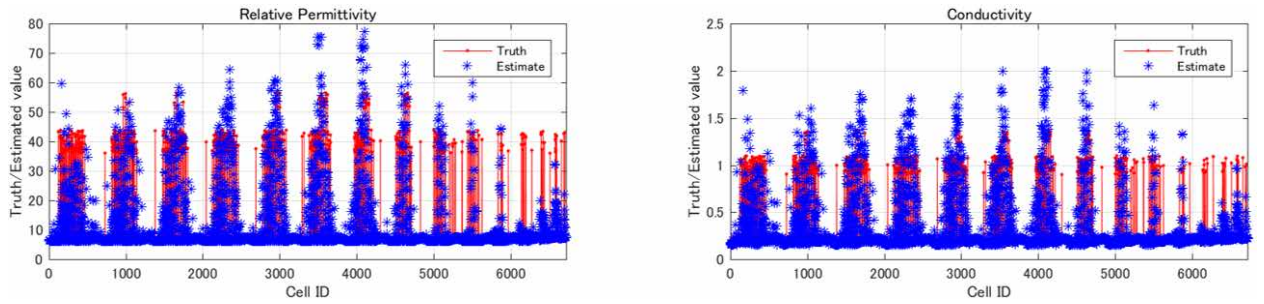 Relative Permittivity
Truth/Estimated value
80
70
60
50
40
30
20
10
0
Truth
Estimate
0 1000 2000 3000 4000 5000 6000
Cell ID
Conductivity
Truth/Estimated value
2.5
2
1.5
1
0.5
0
Truth
Estimate
0 1000 2000 3000 4000 5000 6000
Cell ID